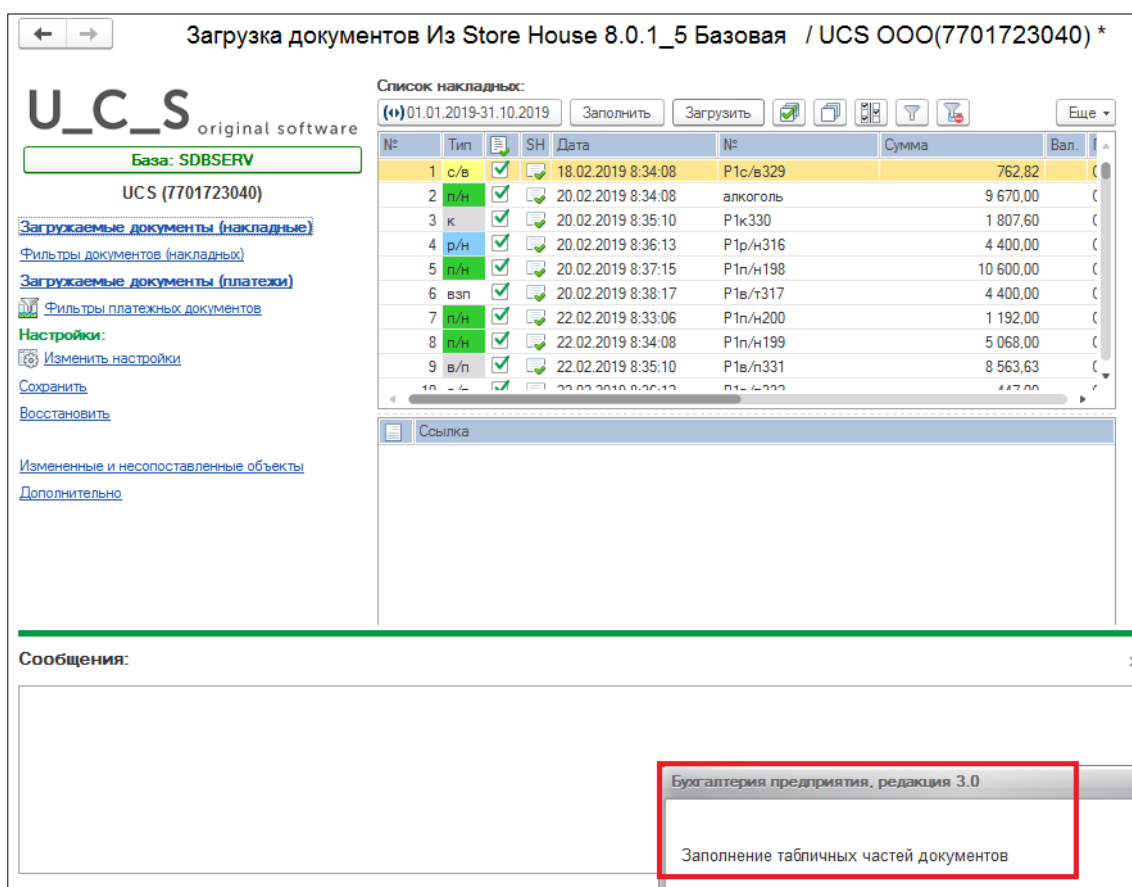 Загрузка документов Из Store House 8.0.1_5 Базовая / UCS ООО(7701723040) *
U_C_S original software
База: SDBSERV
UCS (7701723040)
Загружаемые документы (накладные)
Фильтры документов (накладных)
Загружаемые документы (платежи)
Фильтры платежных документов
Настройки:
Изменить настройки
Сохранить
Восстановить
Измененные и несопоставленные объекты
Дополнительно
Список накладных:
01.01.2019-31.10.2019 Заполнить Загрузить Еще
№ Тип SH Дата № Сумма Вал.
1 с/в 18.02.2019 8:34:08 Р1с/в329 762,82
2 п/н 20.02.2019 8:34:08 алкоголь 9 670,00
3 к 20.02.2019 8:35:10 Р1к330 1 807,60
4 р/н 20.02.2019 8:36:13 Р1р/н316 4 400,00
5 п/н 20.02.2019 8:37:15 Р1п/н198 10 600,00
6 взп 20.02.2019 8:38:17 Р1в/т317 4 400,00
7 п/н 22.02.2019 8:33:06 Р1п/н200 1 192,00
8 п/н 22.02.2019 8:34:08 Р1п/н199 5 068,00
9 в/п 22.02.2019 8:35:10 Р1в/п331 8 563,63
Ссылка
Сообщения:
Бухгалтерия предприятия, редакция 3.0
Заполнение табличных частей документов